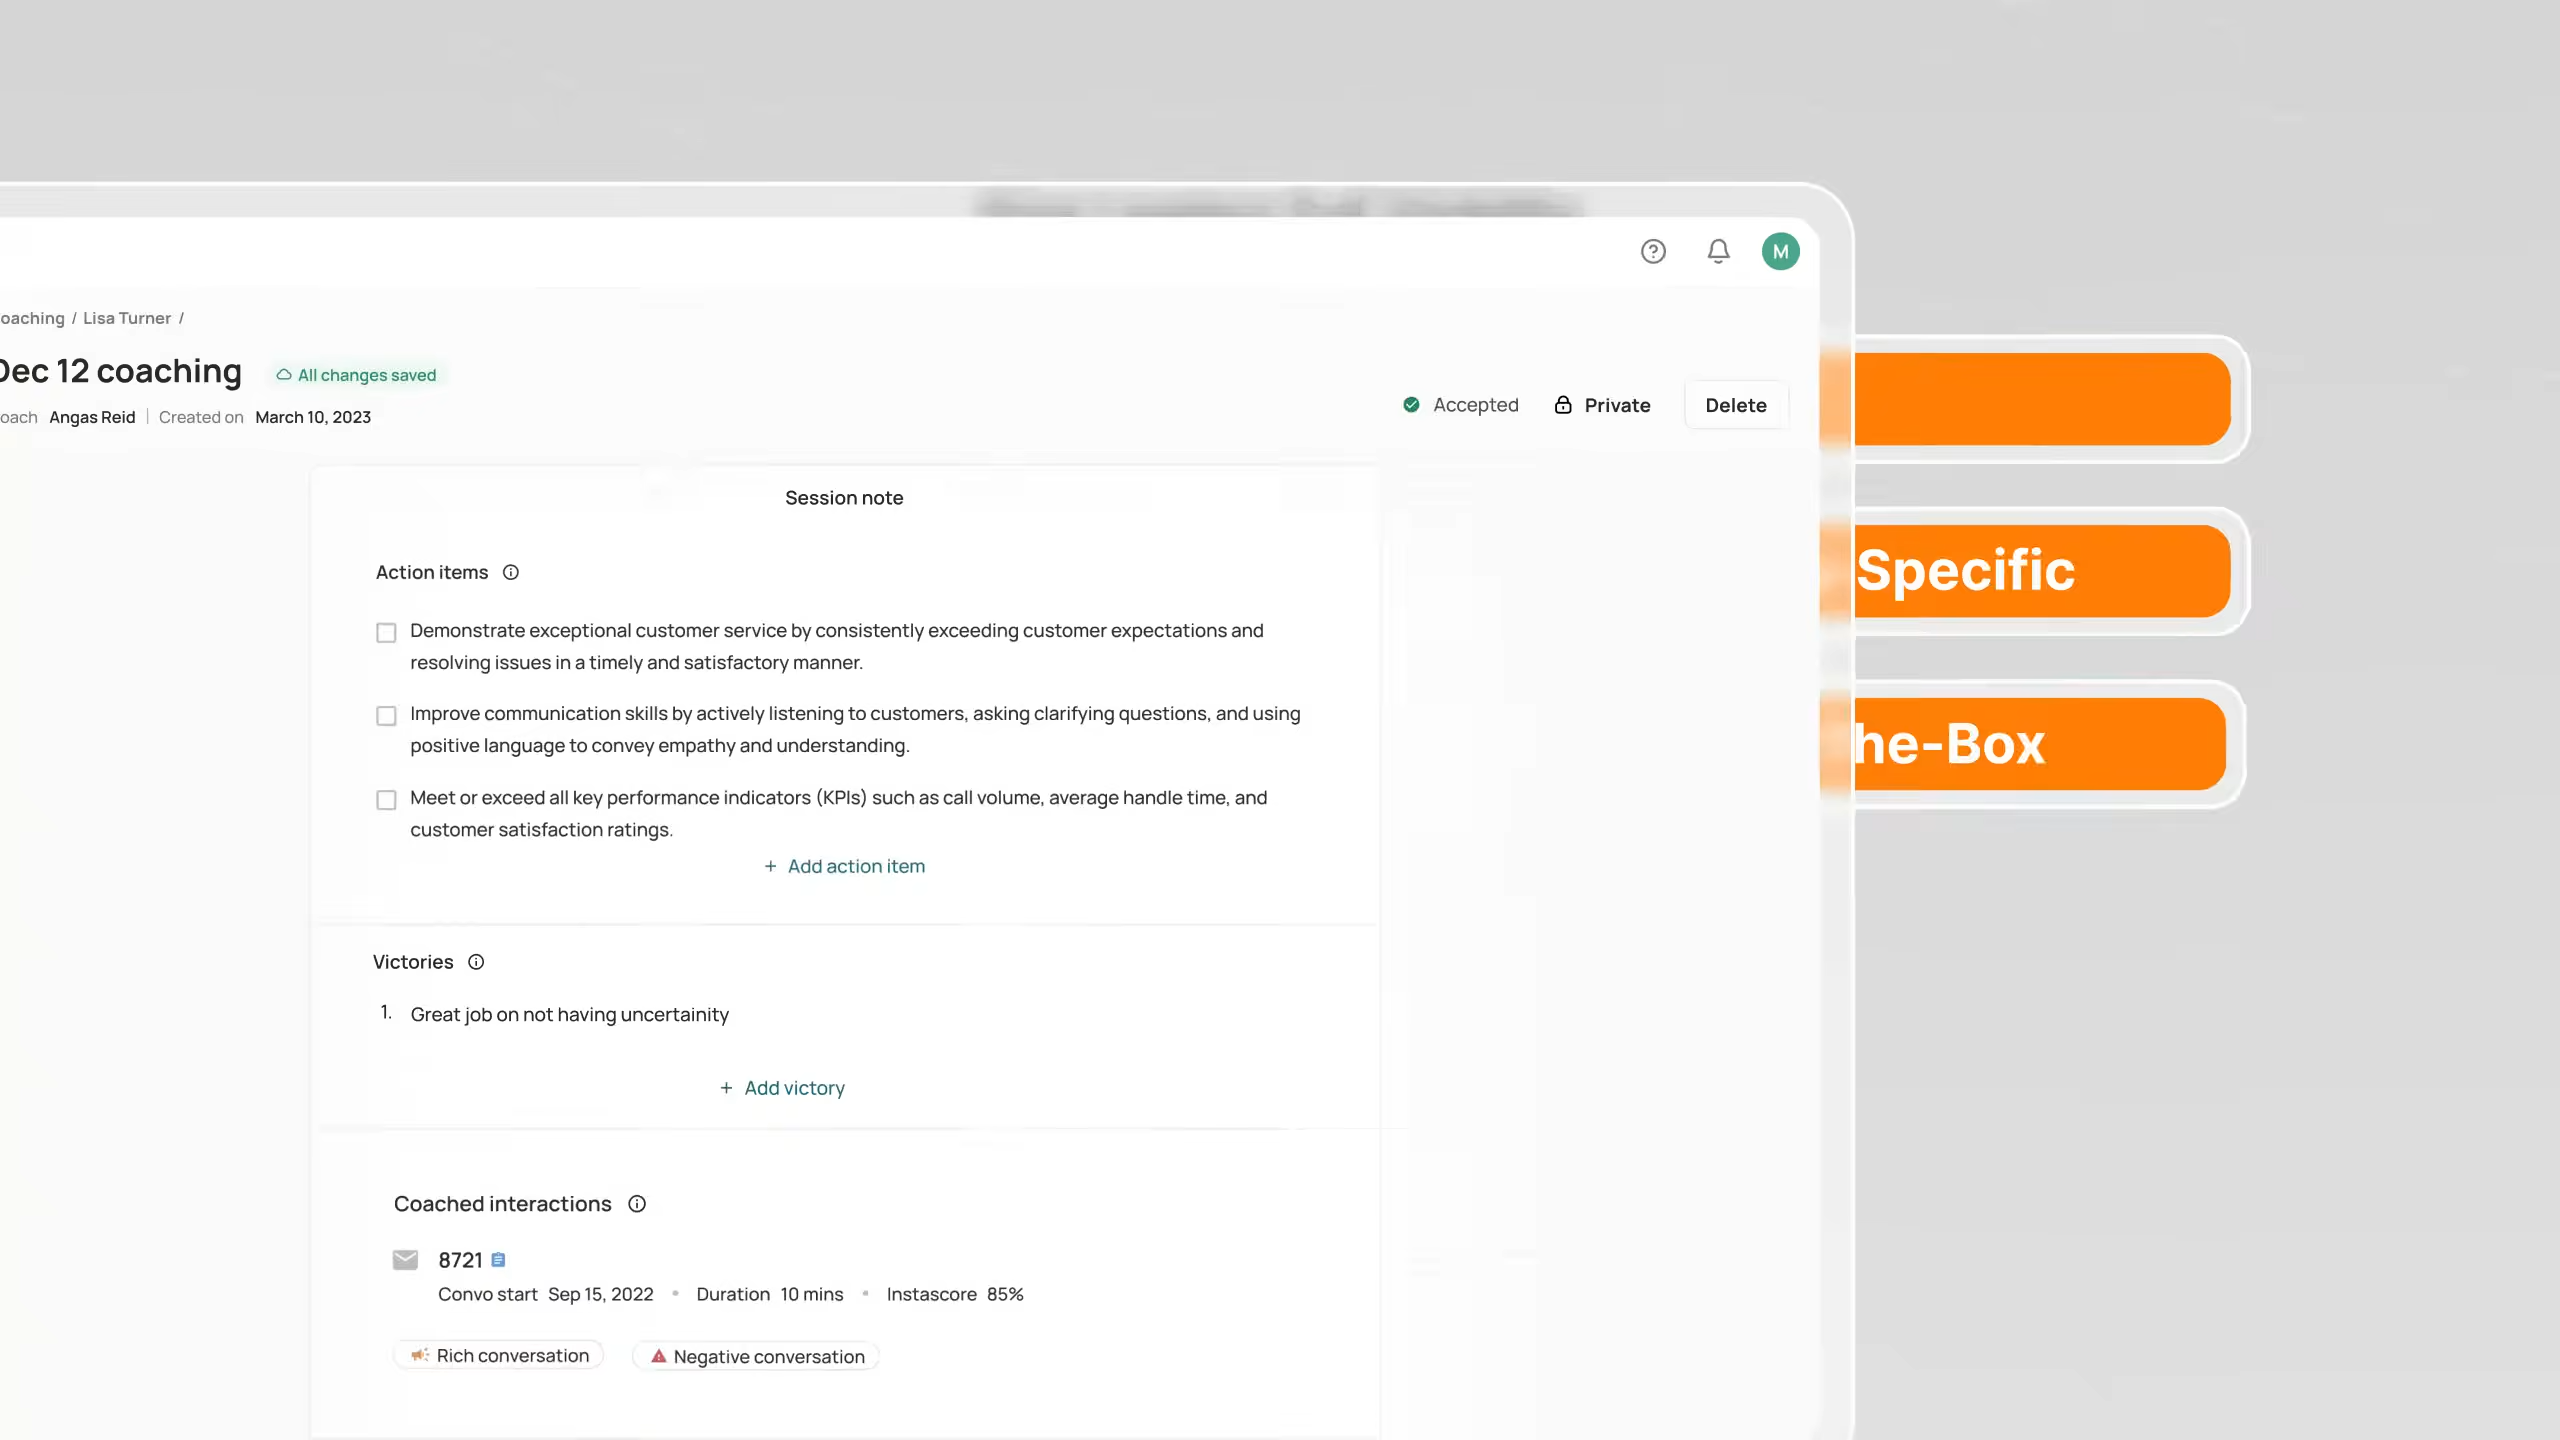 M
oaching / Lisa Turner /
Dec 12 coaching
All changes saved
oach Angas Reid | Created on March 10, 2023
Accepted
Private
Delete
Specific
he-Box
Session note
Action items
Demonstrate exceptional customer service by consistently exceeding customer expectations and
resolving issues in a timely and satisfactory manner.
Improve communication skills by actively listening to customers, asking clarifying questions, and using
positive language to convey empathy and understanding.
Meet or exceed all key performance indicators (KPIs) such as call volume, average handle time, and
customer satisfaction ratings.
+ Add action item
Victories
1. Great job on not having uncertainity
+ Add victory
Coached interactions
8721
Convo start Sep 15, 2022 • Duration 10 mins • Instascore 85%
Rich conversation
Negative conversation